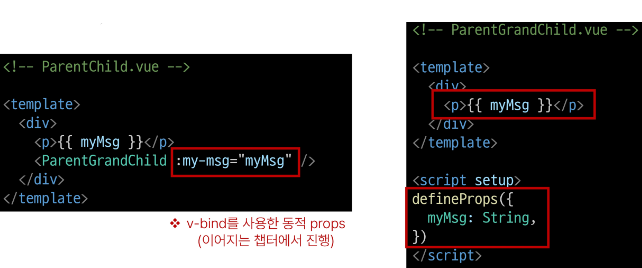 <!-- ParentChild.vue -->
<template>
<div>
<p>{{ myMsg }}</p>
<ParentGrandChild :my-msg="myMsg" />
</div>
</template>
❖ v-bind를 사용한 동적 props
(이어지는 챕터에서 진행)
<!-- ParentGrandChild.vue -->
<template>
<div>
<p>{{ myMsg }}</p>
</div>
</template>
<script setup>
defineProps({
myMsg: String,
})
</script>